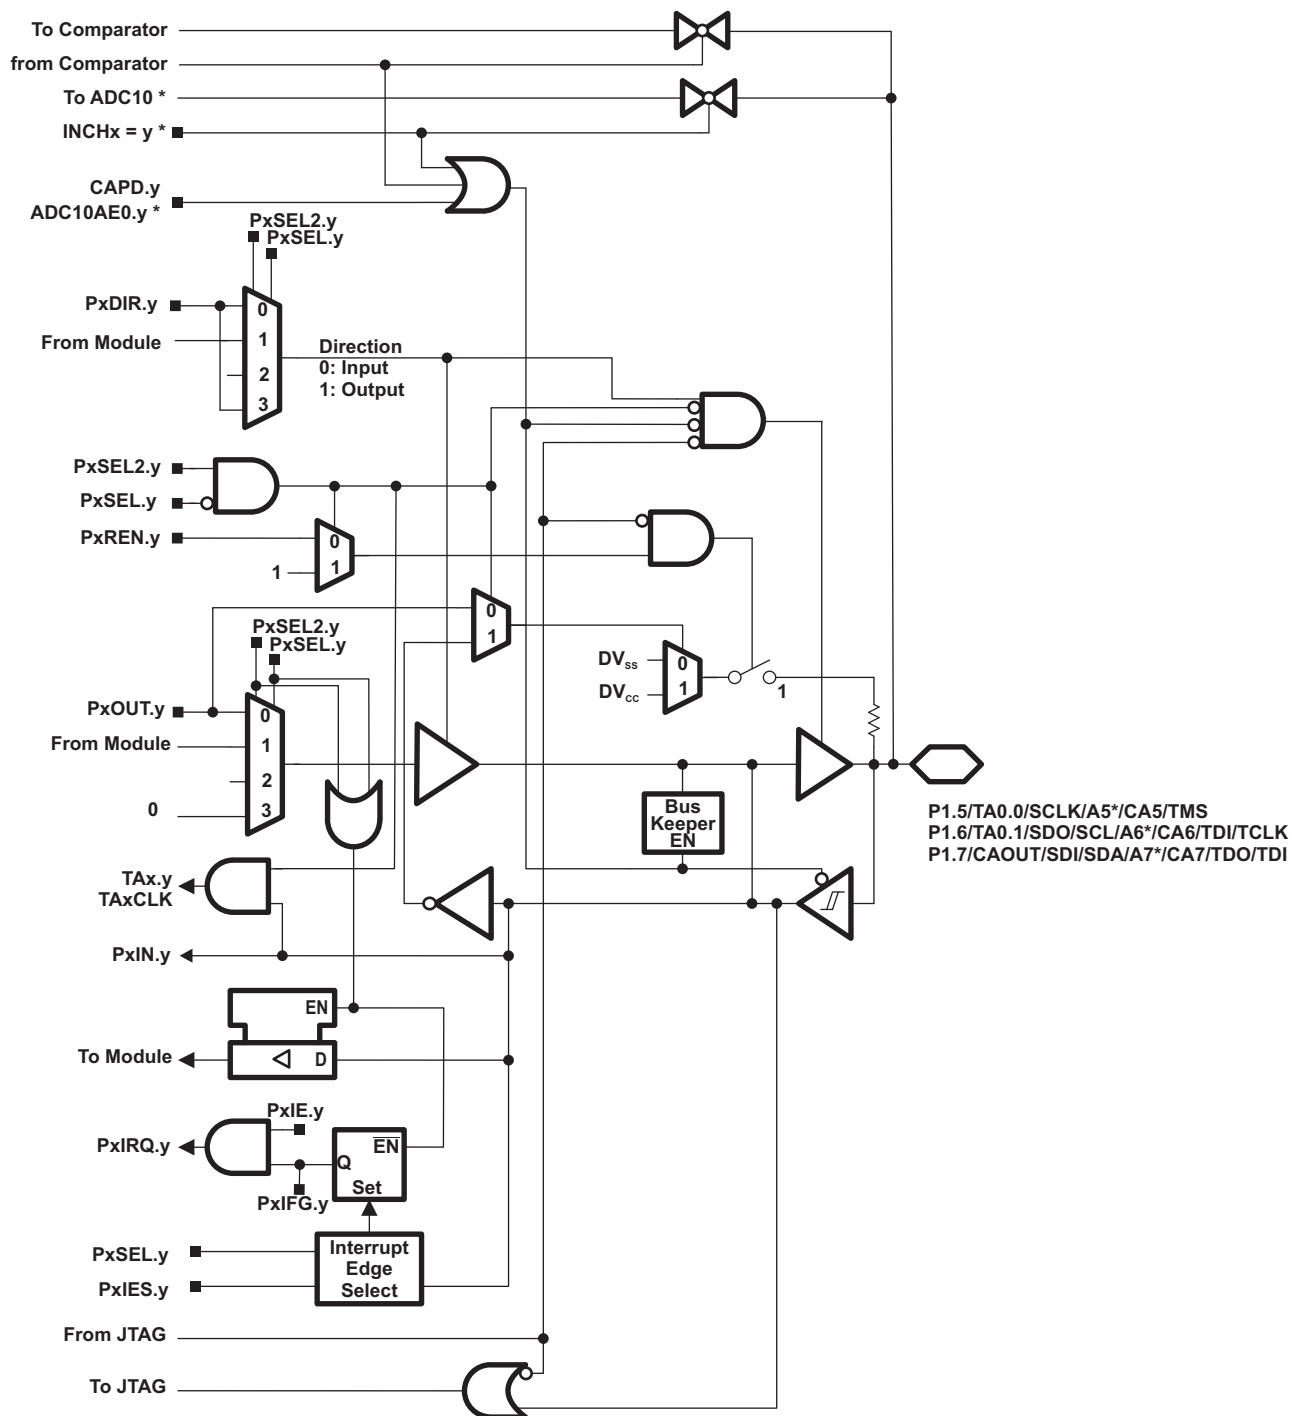 To Comparator
from Comparator
To ADC10 *
INCHx = y *
CAPD.y
ADC10AE0.y *
PxSEL2.y
PxSEL.y
PxDIR.y
0
From Module
1
2
3
Direction
0: Input
1: Output
PxSEL2.y
PxSEL.y
PxREN.y
0
1
1
0
1
PxSEL2.y
PxSEL.y
DVSS
0
DVCC
1
1
PxOUT.y
0
From Module
1
2
0
3
Bus
Keeper
EN
P1.5/TA0.0/SCLK/A5*/CA5/TMS
P1.6/TA0.1/SDO/SCL/A6*/CA6/TDI/TCLK
P1.7/CAOUT/SDI/SDA/A7*/CA7/TDO/TDI
TAx.y
TAxCLK
PxIN.y
EN
To Module
D
PxIE.y
PxIRQ.y
EN
Q
Set
PxIFG.y
PxSEL.y
PxIES.y
Interrupt
Edge
Select
From JTAG
To JTAG